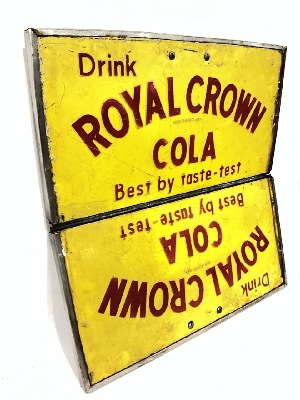 Drink
ROYAL CROWN
COLA
Best by taste-test
Drink
ROYAL CROWN
COLA
Best by taste-test